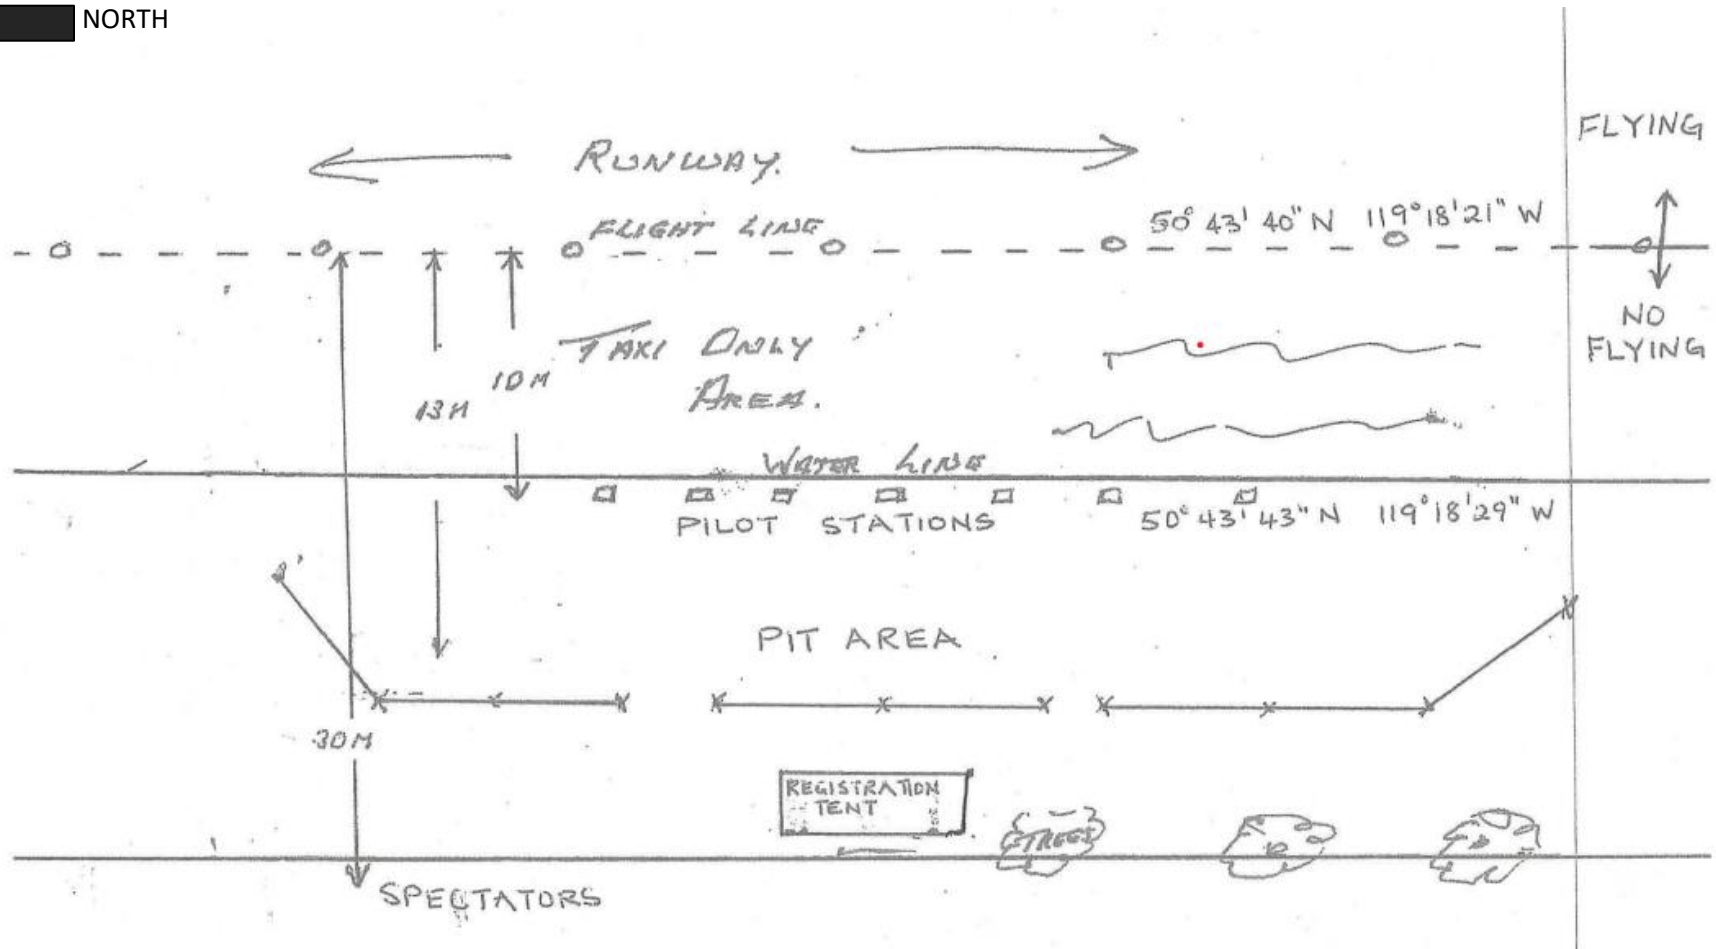 NORTH
FLYING
RUNWAY.
50° 43' 40" N 119° 18' 21" W
FLIGHT LINE
NO
FLYING
TAXI ONLY
AREA.
10M
13M
WATER LINE
PILOT STATIONS
50° 43' 43" N 119° 18' 29" W
PIT AREA
30M
REGISTRATION
TENT
TREES
SPECTATORS